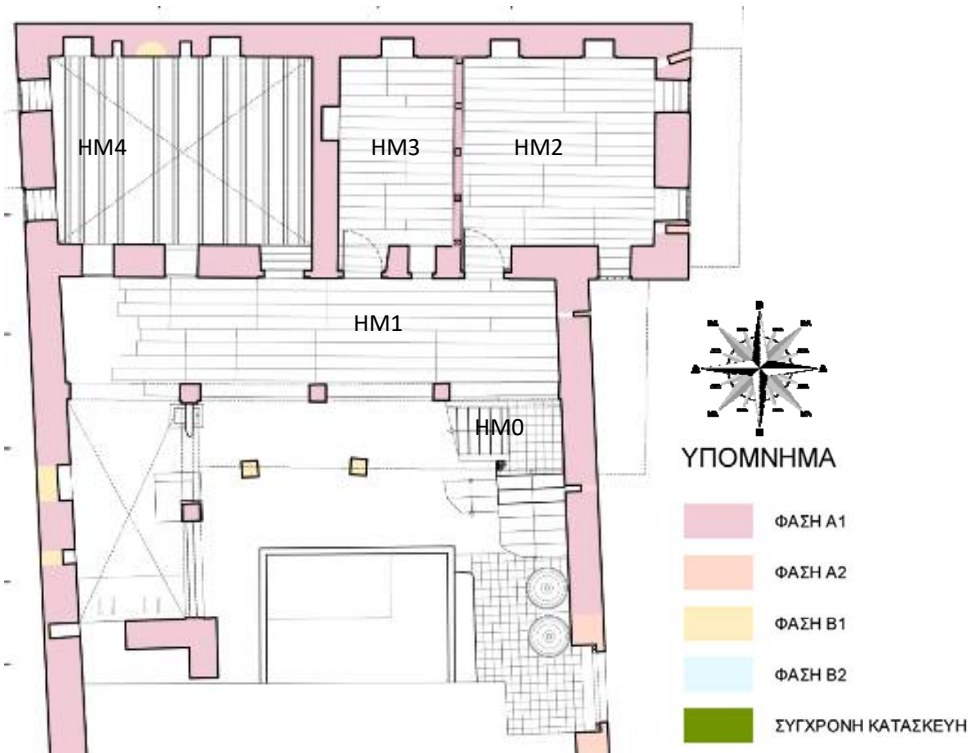 HM4
HM3
HM2
HM1
HM0
Β
Δ
Α
ΥΠΟΜΝΗΜΑ
ΦΑΣΗ Α1
ΦΑΣΗ Α2
ΦΑΣΗ Β1
ΦΑΣΗ Β2
ΣΥΓΧΡΟΝΗ ΚΑΤΑΣΚΕΥΗ